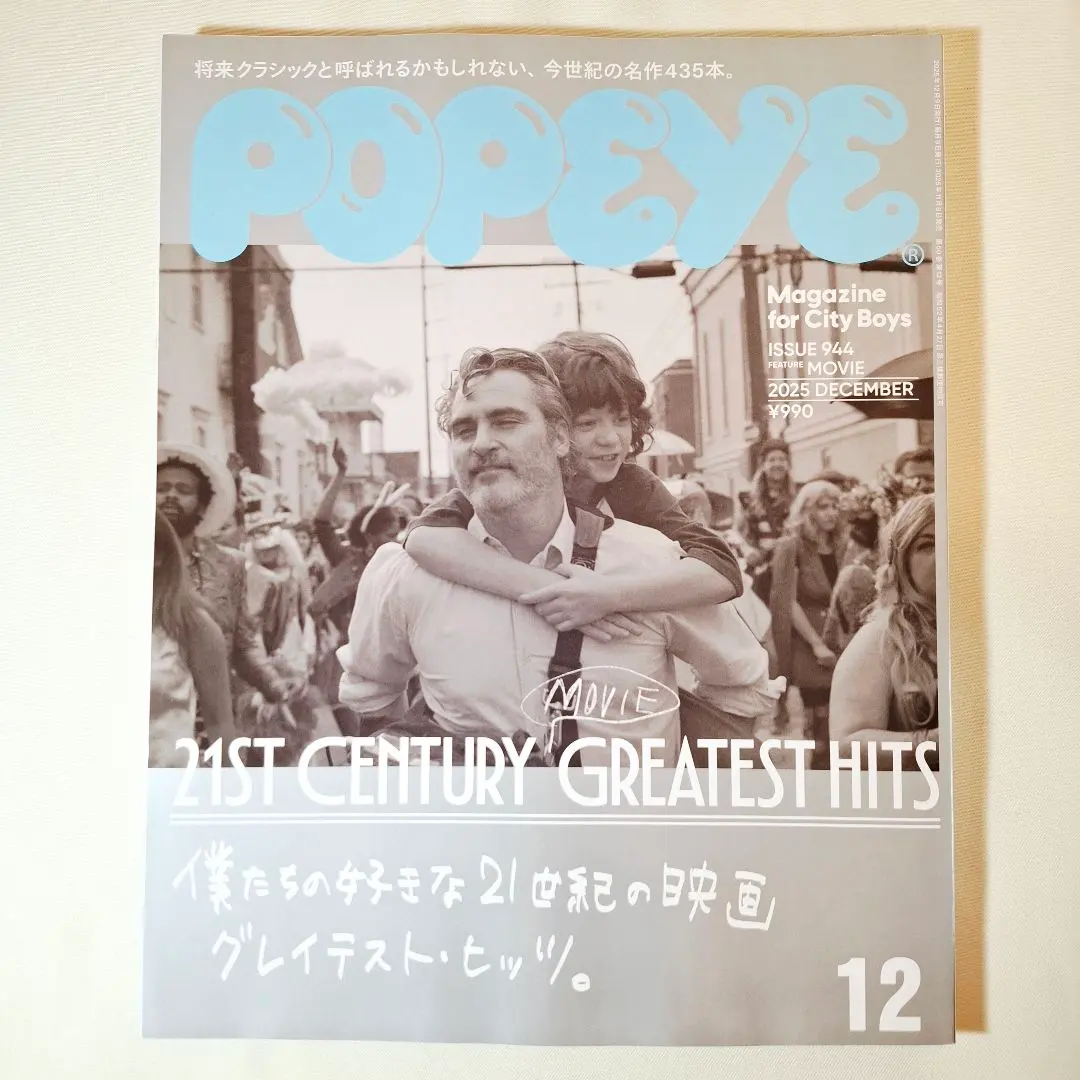 将来クラシックと呼ばれるかもしれない、今世紀の名作435本。
POPEYE®
Magazine
for City Boys
ISSUE 944
FEATURE MOVIE
2025 DECEMBER
¥990
MOVIE
21ST CENTURY GREATEST HITS
僕たちの好きな21世紀の映画
グレイテスト・ヒッツ。
12